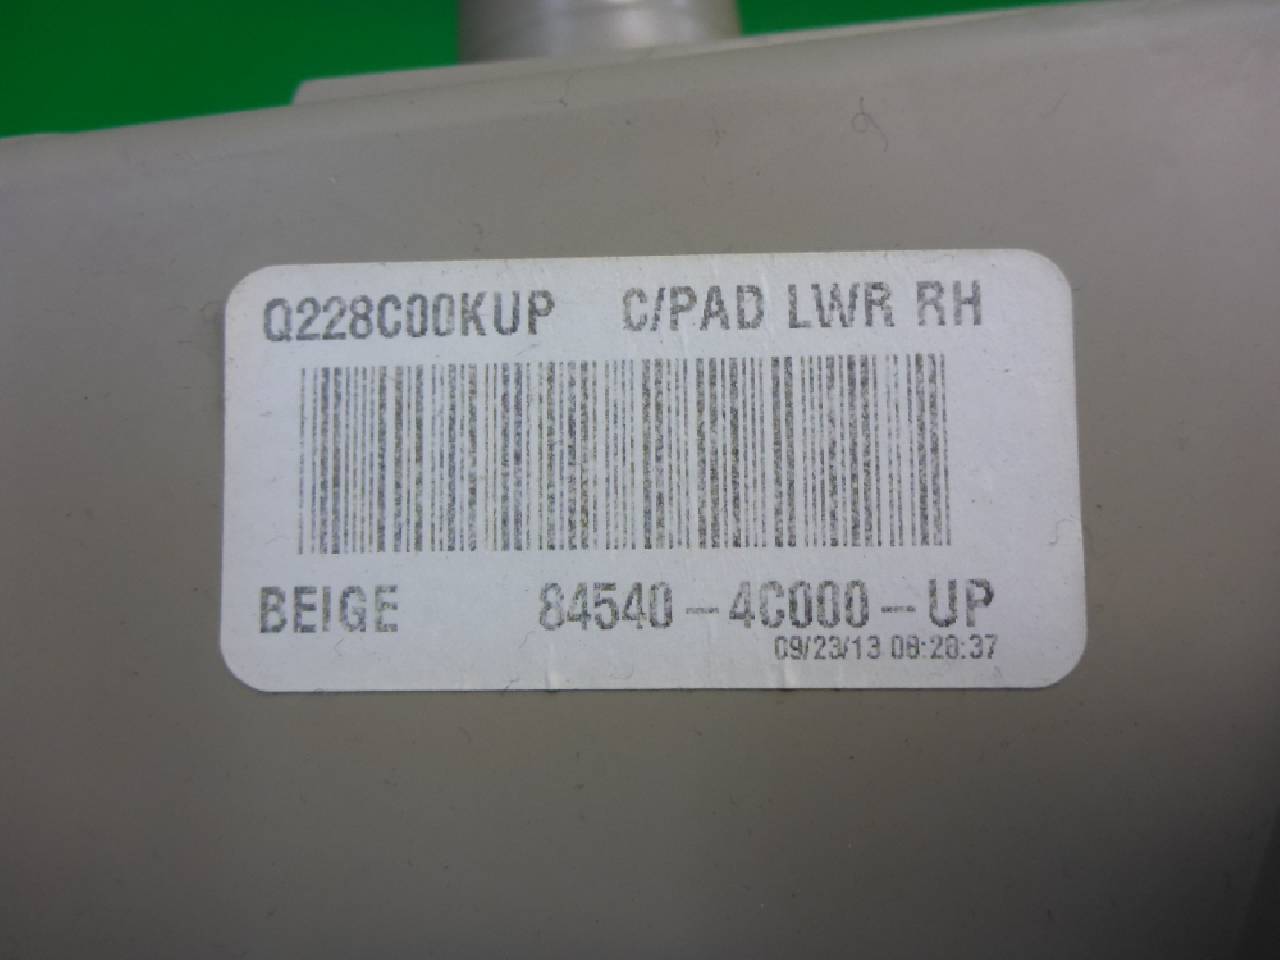 Q228C00KUP C/PAD LWR RH
BEIGE 84540-4C000-UP
09/23/13 08:28:37